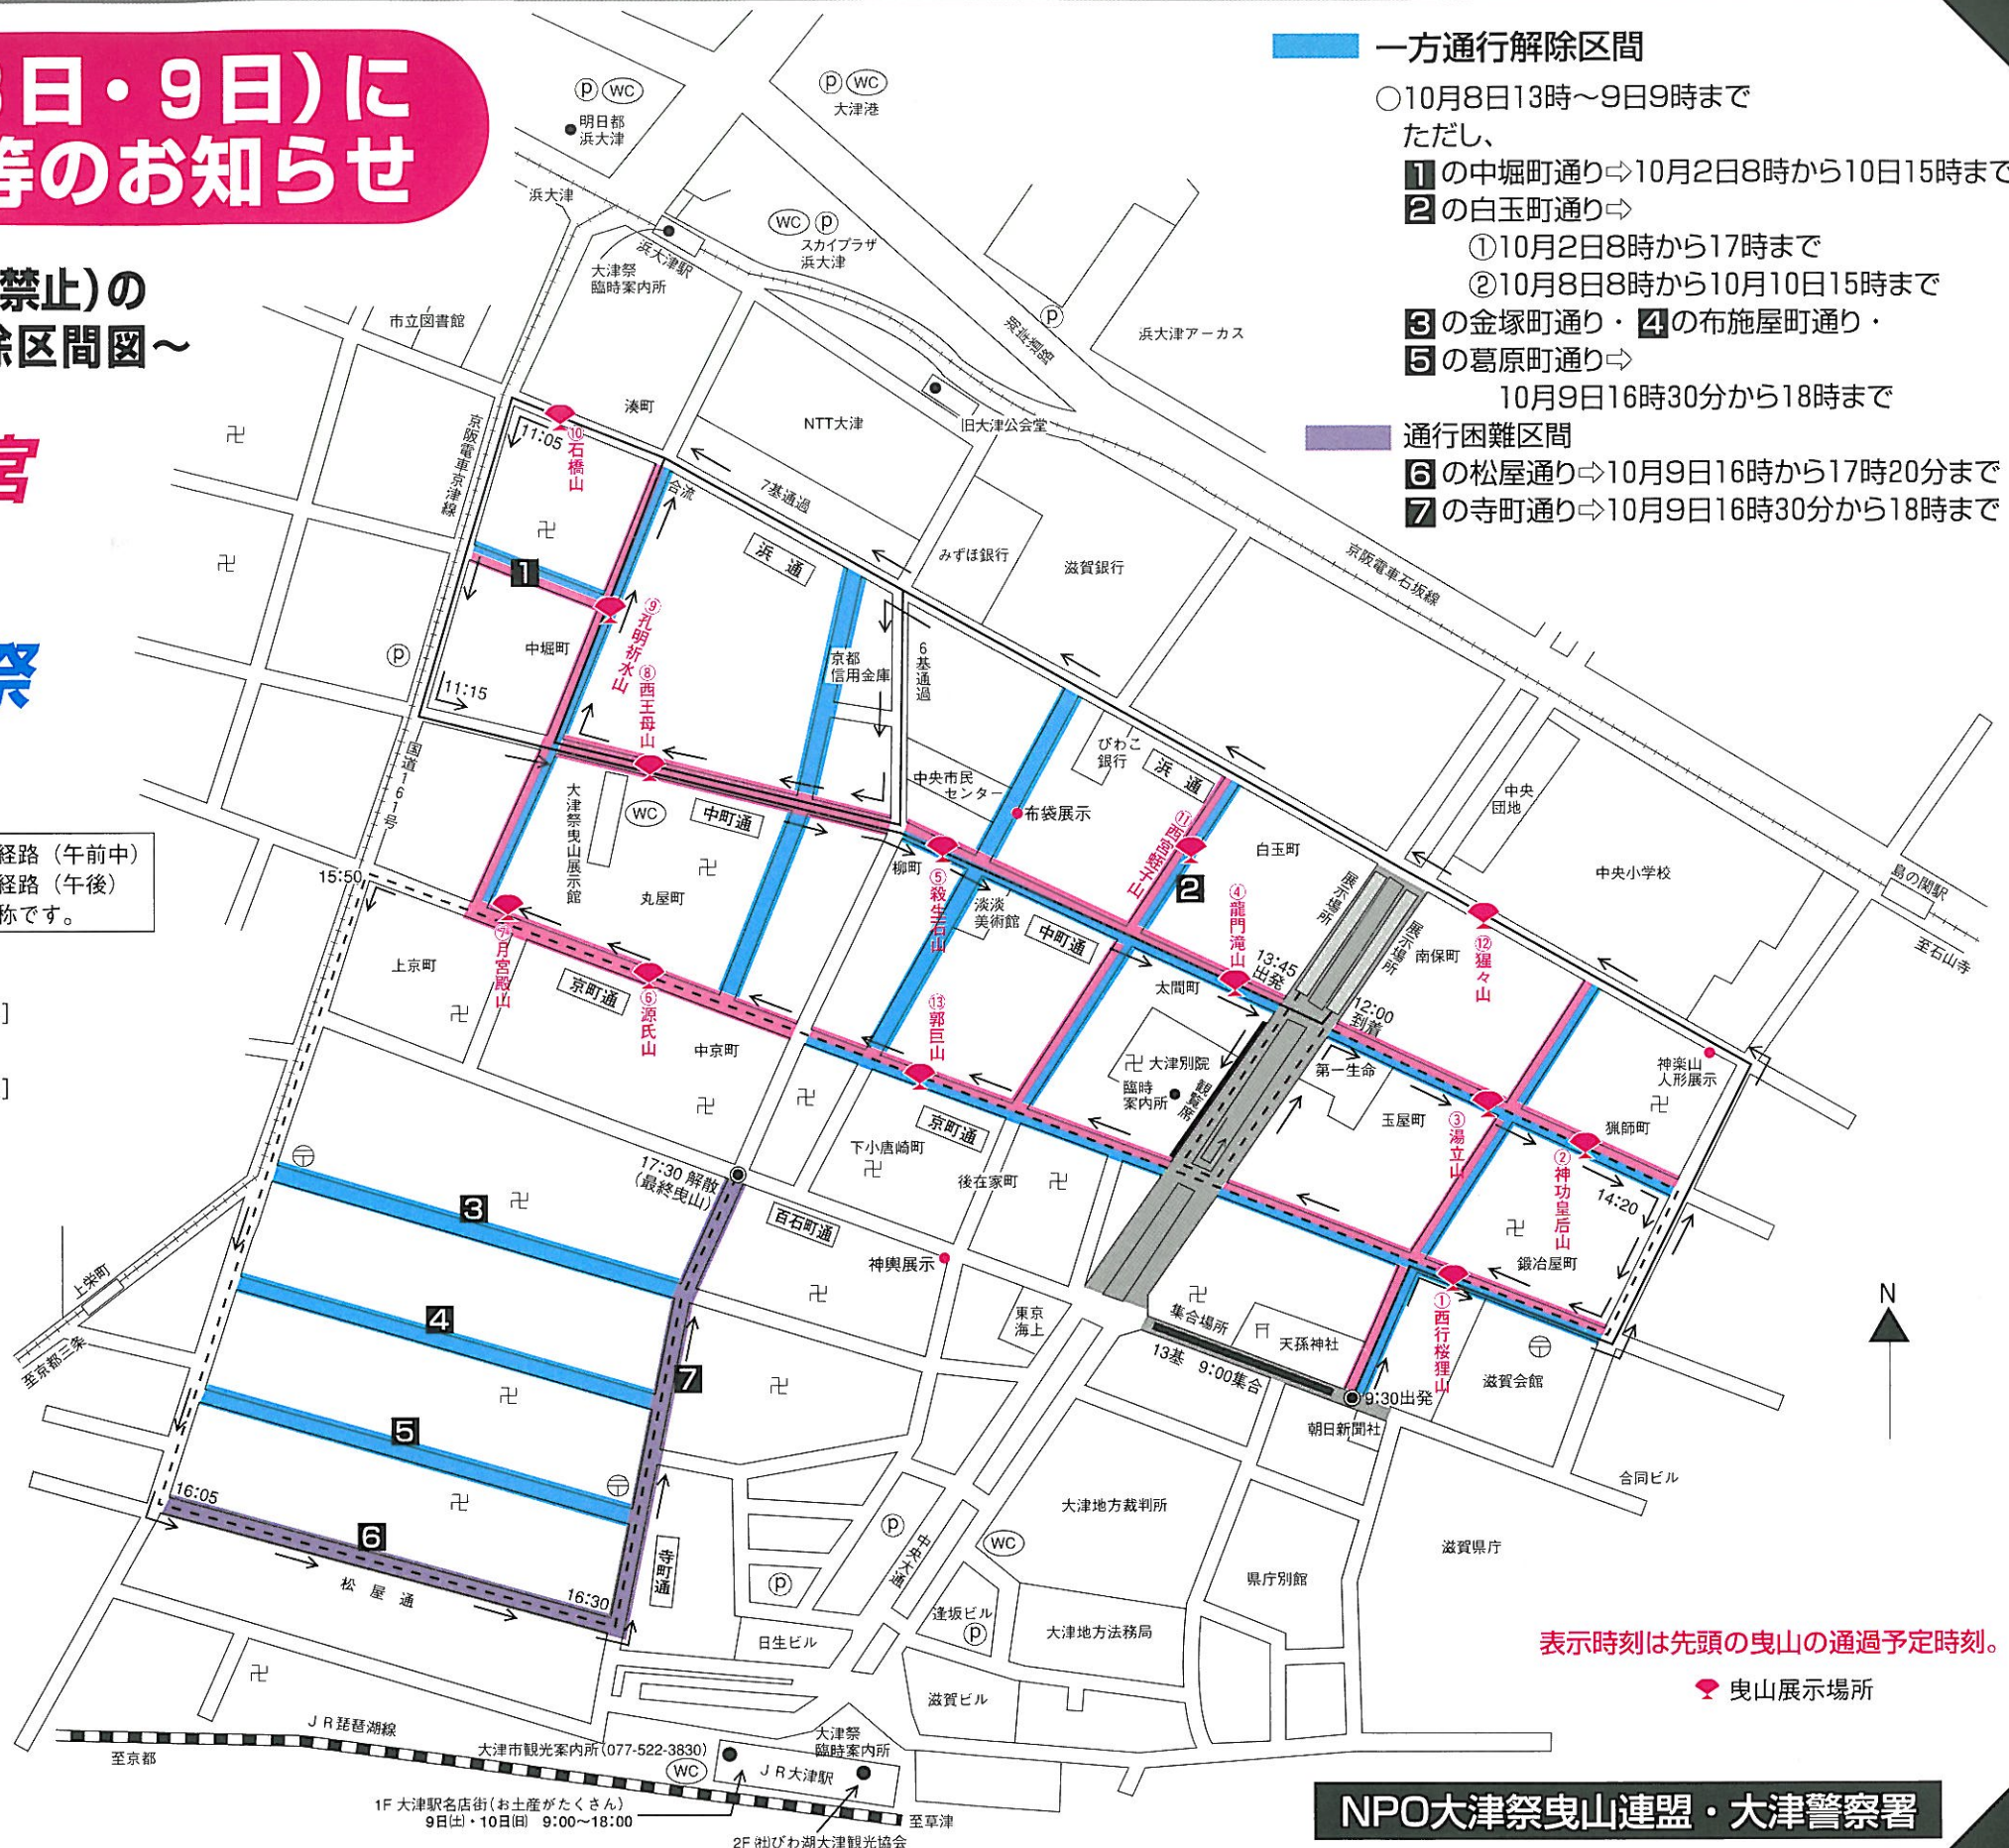 日・9日）に
等のお知らせ
禁止）の
除区間図～
宮
祭
経路（午前中）
経路（午後）
称です。
一方通行解除区間
○10月8日13時～9日9時まで
ただし、
1の中堀町通り⇨10月2日8時から10日15時まで
2の白玉町通り⇨
①10月2日8時から17時まで
②10月8日8時から10月10日15時まで
3の金塚町通り・4の布施屋町通り・
5の葛原町通り⇨
10月9日16時30分から18時まで
通行困難区間
6の松屋通り⇨10月9日16時から17時20分まで
7の寺町通り⇨10月9日16時30分から18時まで
P WC
明日都
浜大津
P WC
大津港
浜大津
WC P
スカイプラザ
浜大津
浜大津駅
大津祭
臨時案内所
市立図書館
P
浜大津アーカス
湊町
NTT大津
旧大津公会堂
京阪電車京津線
11:05
⑩石橋山
合流
7基通過
浜通
みずほ銀行
滋賀銀行
京阪電車石坂線
1
⑨孔明祈水山
中堀町
P
11:15
⑧西王母山
京都
信用金庫
6基通過
びわこ
銀行
浜通
中央市民
センター
布袋展示
国道161号
大津祭曳山展示館
WC
中町通
柳町
⑤殺生石山
淡淡
美術館
中町通
⑪西宮蛭子山
2
白玉町
中央
団地
中央小学校
島の関駅
至石山寺
15:50
丸屋町
⑦月宮殿山
上京町
京町通
⑥源氏山
中京町
⑬郭巨山
太間町
④龍門滝山
13:45
出発
展示場所
展示場所
南保町
⑫猩々山
12:00
到着
第一生命
大津別院
臨時
案内所
観覧席
玉屋町
③湯立山
②神功皇后山
猟師町
神楽山
人形展示
14:20
鍛冶屋町
①西行桜狸山
京町通
下小唐崎町
後在家町
17:30 解散
（最終曳山）
百石町通
神輿展示
東京
海上
集合場所
13基 9:00集合
天孫神社
9:30出発
朝日新聞社
滋賀会館
合同ビル
N
3
4
5
6
7
上栄町
至京都三条
16:05
16:30
松屋通
寺町通
P
P
中央大通
WC
大津地方裁判所
県庁別館
滋賀県庁
逢坂ビル
P
大津地方法務局
日生ビル
滋賀ビル
JR琵琶湖線
至京都
大津市観光案内所（077-522-3830）
WC
JR大津駅
大津祭
臨時案内所
1F 大津駅名店街（お土産がたくさん）
9日(土)・10日(日) 9:00～18:00
2F (社)びわ湖大津観光協会
至草津
表示時刻は先頭の曳山の通過予定時刻。
曳山展示場所
NPO大津祭曳山連盟・大津警察署